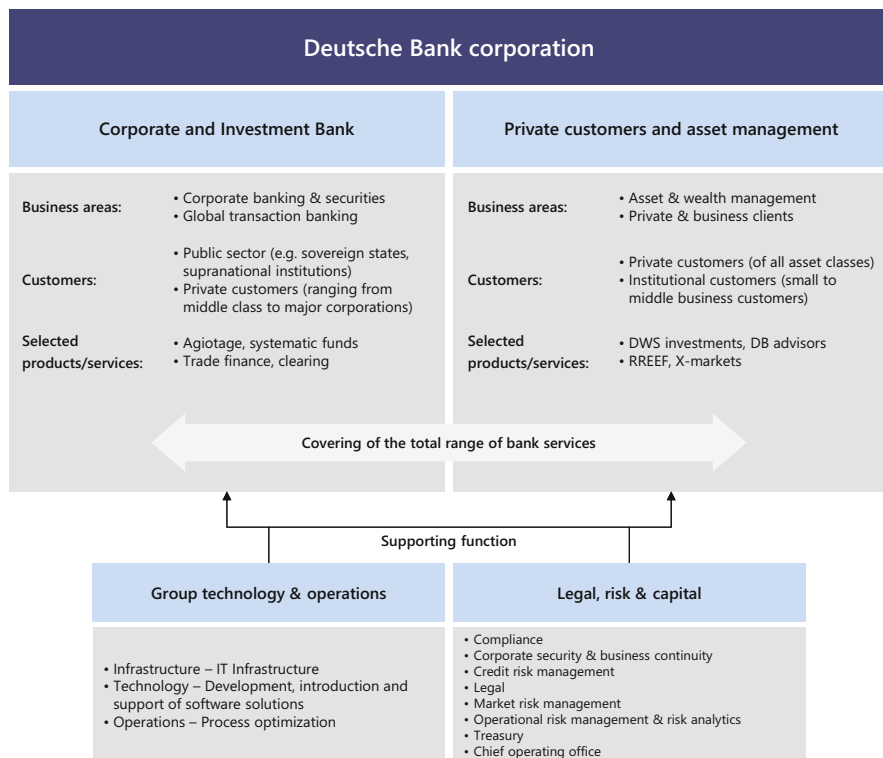 Deutsche Bank corporation
Corporate and Investment Bank
Business areas:
• Corporate banking & securities
• Global transaction banking
Customers:
• Public sector (e.g. sovereign states,
supranational institutions)
• Private customers (ranging from
middle class to major corporations)
Selected
products/services:
• Agiotage, systematic funds
• Trade finance, clearing
Private customers and asset management
Business areas:
• Asset & wealth management
• Private & business clients
Customers:
• Private customers (of all asset classes)
• Institutional customers (small to
middle business customers)
Selected
products/services:
• DWS investments, DB advisors
• RREEF, X-markets
Covering of the total range of bank services
Supporting function
Group technology & operations
• Infrastructure – IT Infrastructure
• Technology – Development, introduction and
support of software solutions
• Operations – Process optimization
Legal, risk & capital
• Compliance
• Corporate security & business continuity
• Credit risk management
• Legal
• Market risk management
• Operational risk management & risk analytics
• Treasury
• Chief operating office